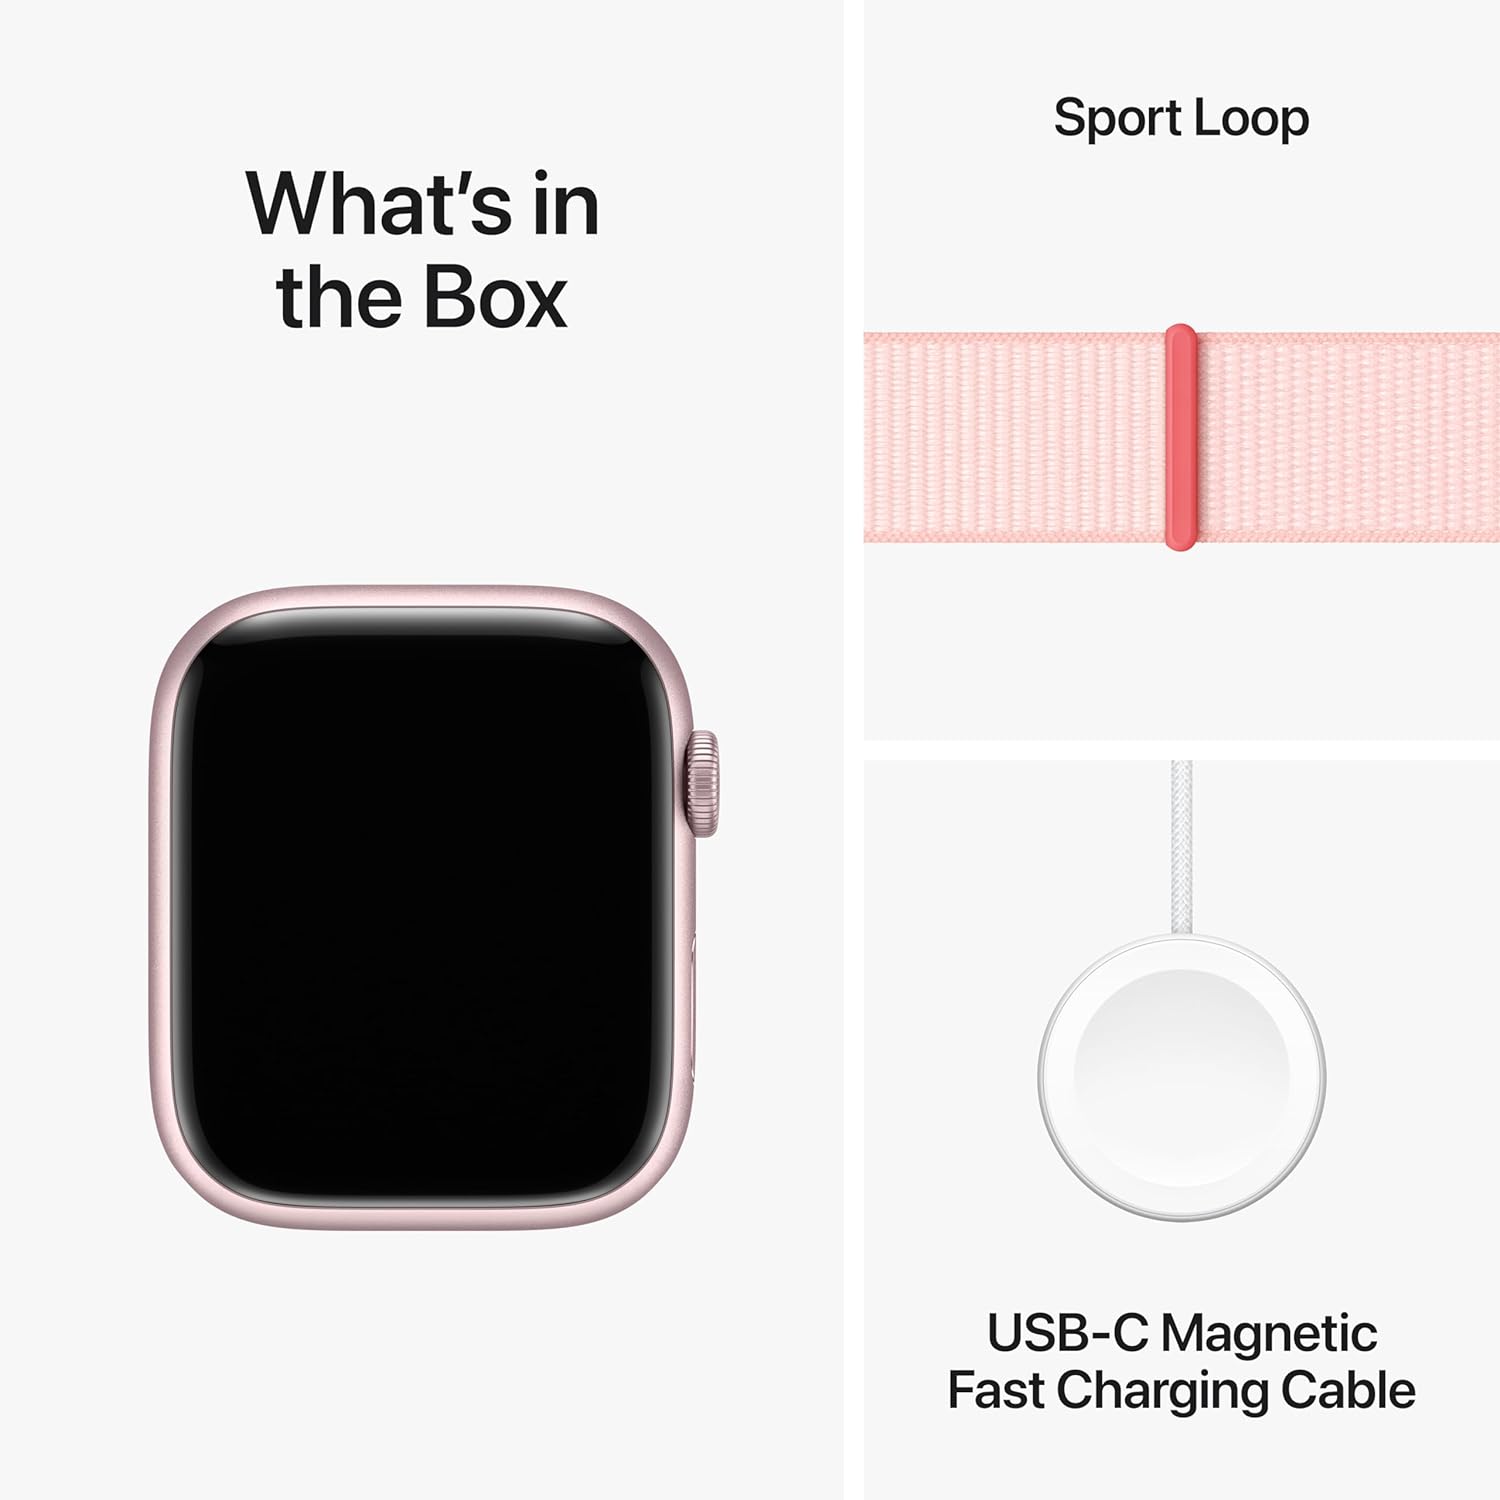 What’s in
the Box
Sport Loop
USB-C Magnetic
Fast Charging Cable